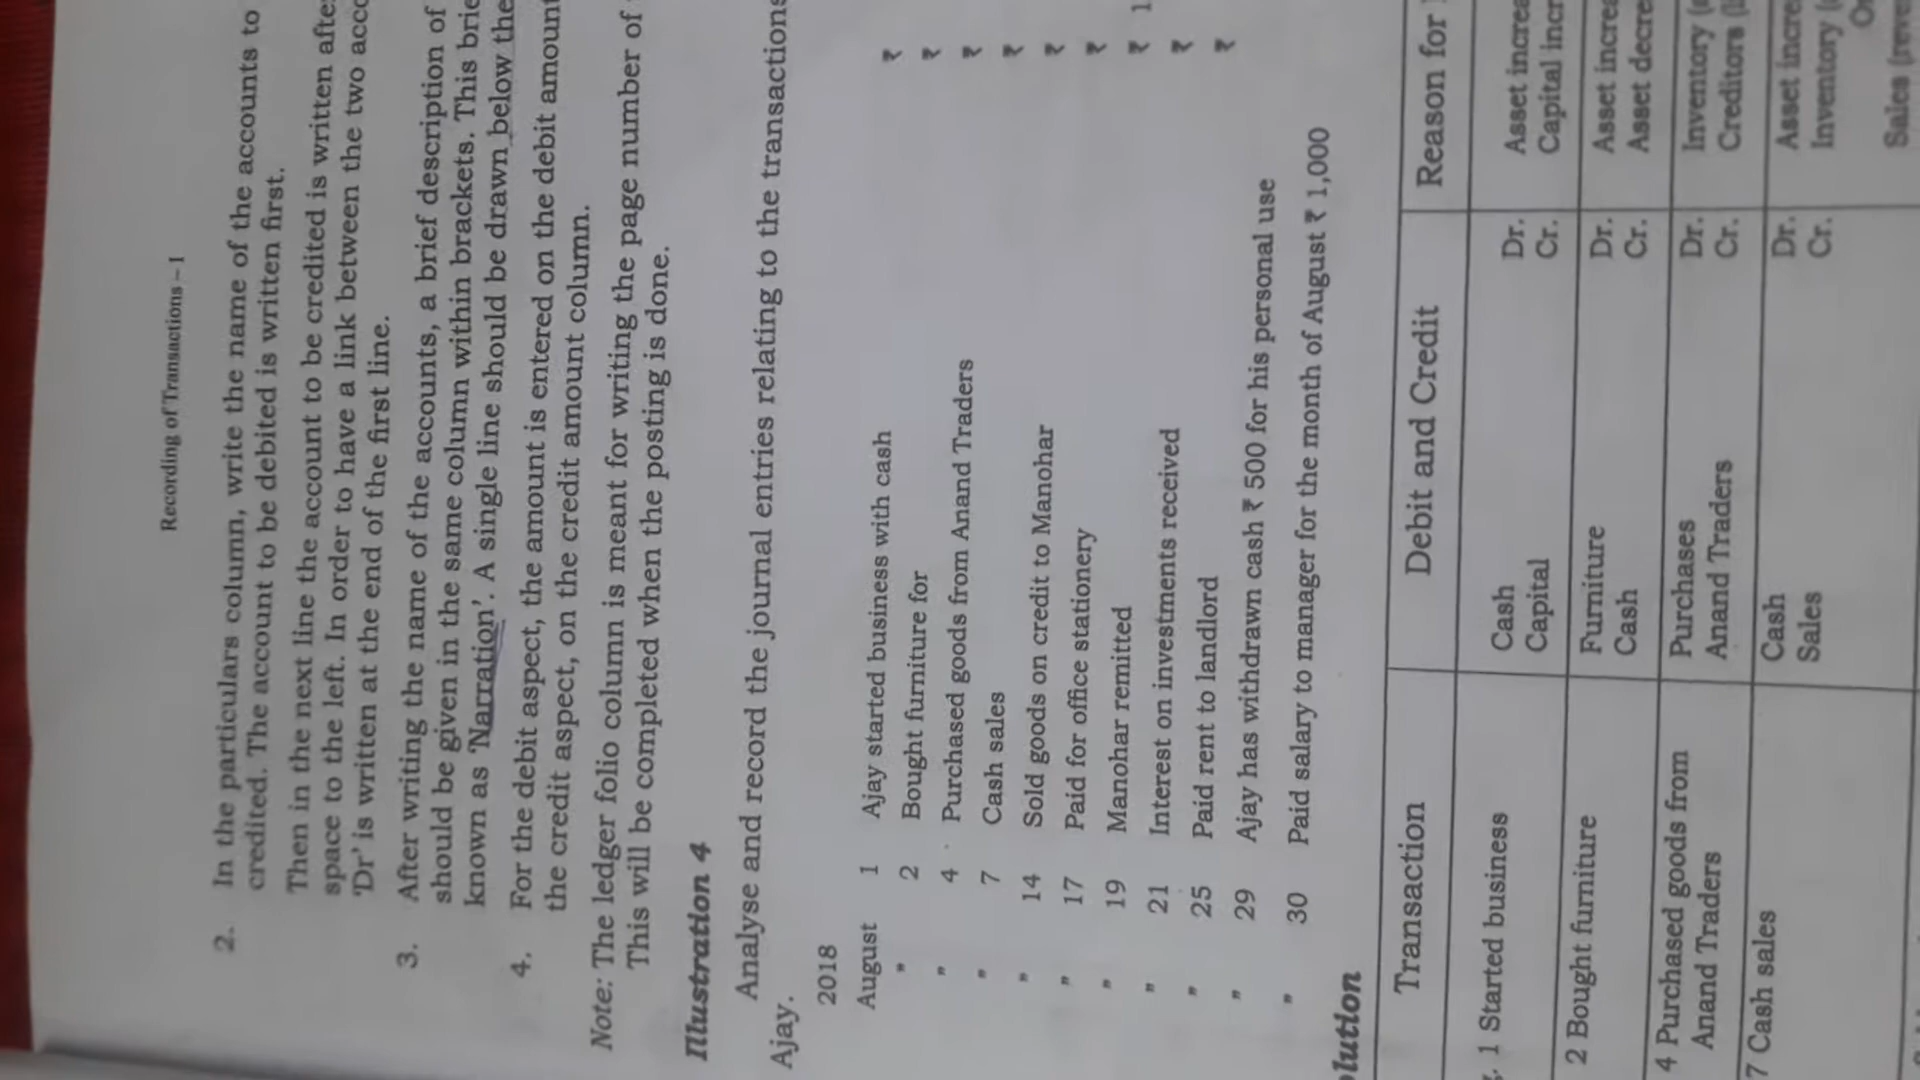 Recording of Transactions – 1
2. In the particulars column, write the name of the accounts to
credited. The account to be debited is written first.
Then in the next line the account to be credited is written after
space to the left. In order to have a link between the two
'Dr' is written at the end of the first line.
3. After writing the name of the accounts, a brief description of
should be given in the same column within brackets. This
known as 'Narration'. A single line should be drawn below the
4. For the debit aspect, the amount is entered on the debit amount
the credit aspect, on the credit amount column.
Note: The ledger folio column is meant for writing the page number of
This will be completed when the posting is done.
Illustration 4
Analyse and record the journal entries relating to the transactions
Ajay.
2018
August 1 Ajay started business with cash ₹
" 2 Bought furniture for ₹
" 4 Purchased goods from Anand Traders ₹
" 7 Cash sales ₹
" 14 Sold goods on credit to Manohar ₹
" 17 Paid for office stationery ₹
" 19 Manohar remitted ₹ 1
" 21 Interest on investments received ₹
" 25 Paid rent to landlord ₹
" 29 Ajay has withdrawn cash ₹ 500 for his personal use
" 30 Paid salary to manager for the month of August ₹ 1,000
olution
Transaction Debit and Credit Reason for
1 Started business Cash Dr. Asset
Capital Cr. Capital
2 Bought furniture Furniture Dr. Asset
Cash Cr. Asset
4 Purchased goods from Purchases Dr. Inventory
Anand Traders Anand Traders Cr. Creditors
7 Cash sales Cash Dr. Asset
Sales Cr. Inventory
Sales